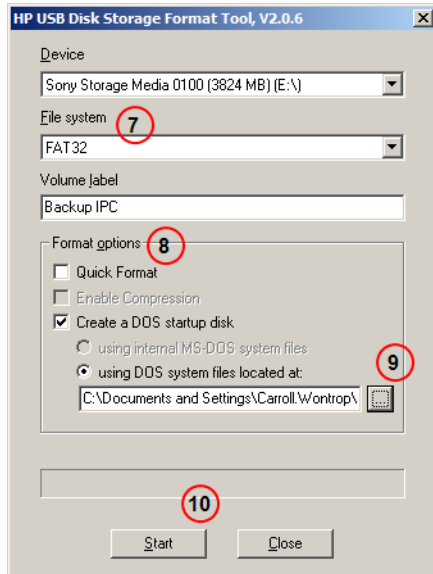 HP USB Disk Storage Format Tool, V2.0.6
Device
Sony Storage Media 0100 (3824 MB) (E:\)
File system
7
FAT32
Volume label
Backup IPC
Format options
8
Quick Format
Enable Compression
Create a DOS startup disk
using internal MS-DOS system files
using DOS system files located at:
9
C:\Documents and Settings\Carroll.Wontrop\
...
10
Start
Close